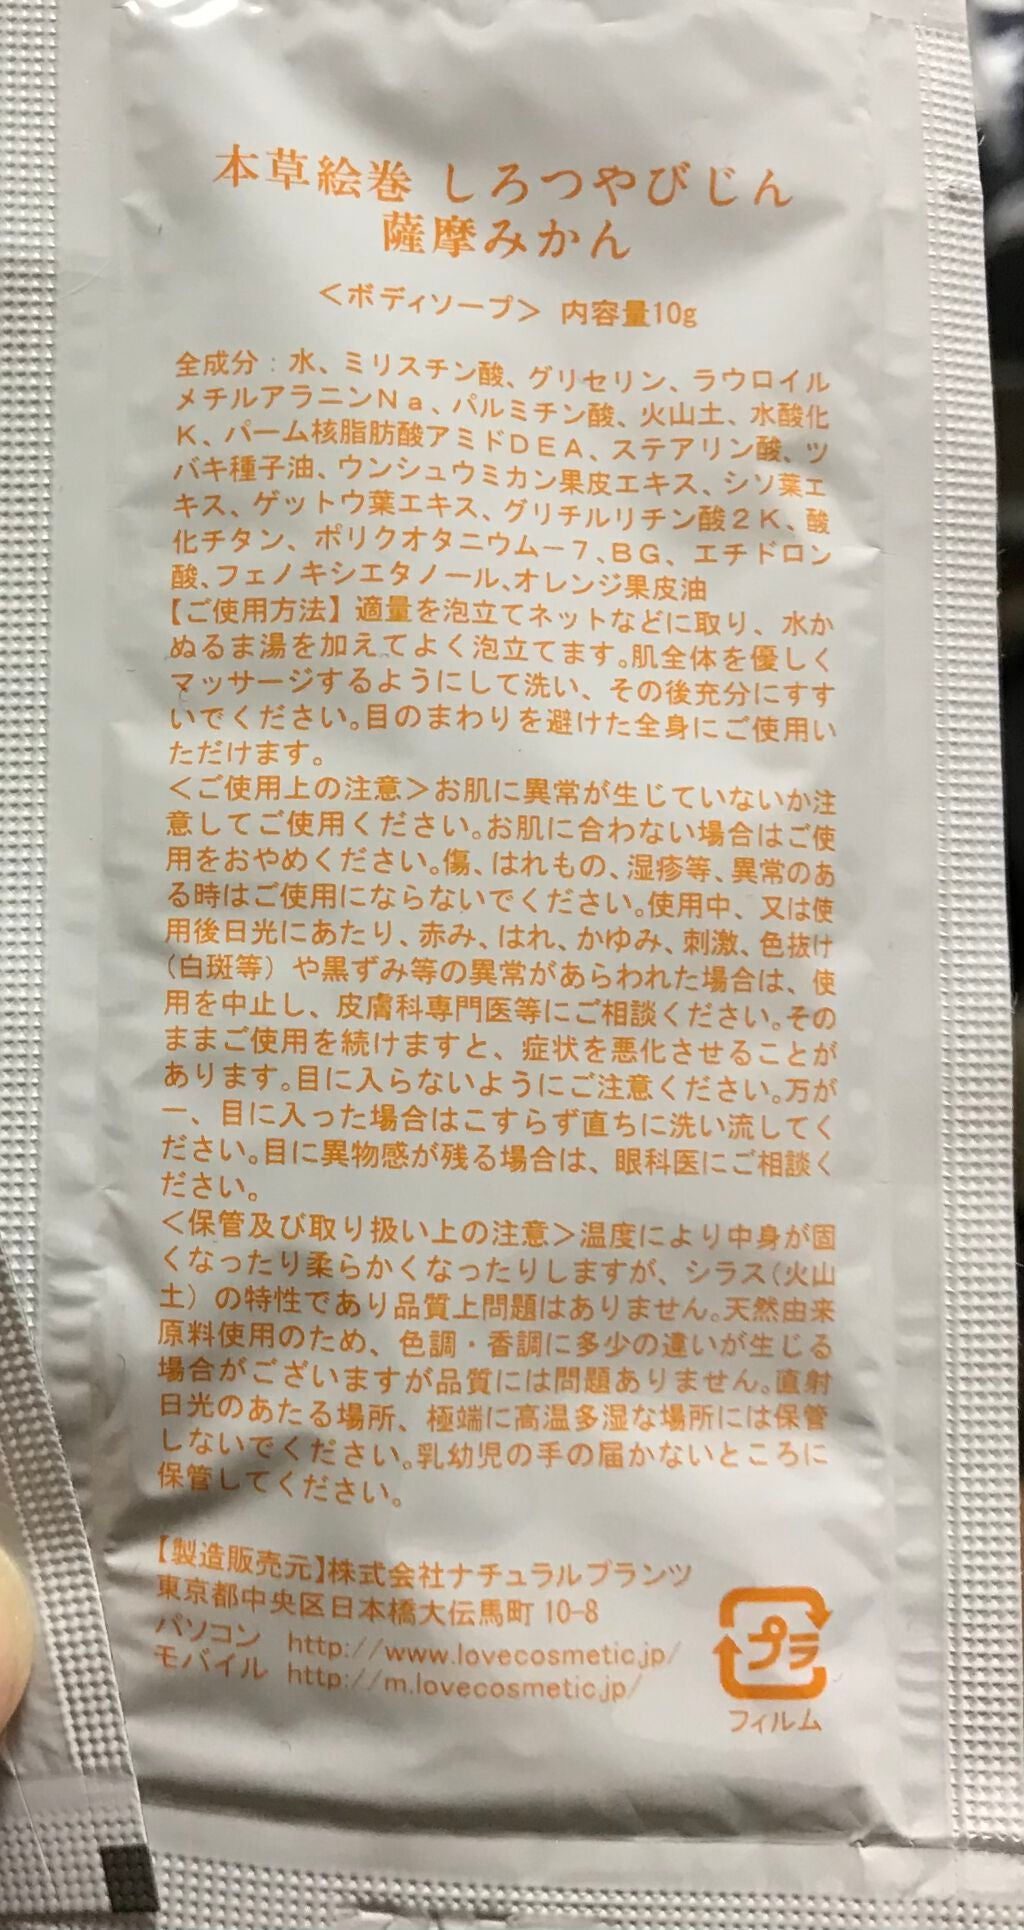 本草絵巻 しろつやびじん
薩摩みかん
＜ボディソープ＞ 内容量10g
全成分：水、ミリスチン酸、グリセリン、ラウロイル
メチルアラニンNa、パルミチン酸、火山土、水酸化
K、パーム核脂肪酸アミドDEA、ステアリン酸、ツ
バキ種子油、ウンシュウミカン果皮エキス、シソ葉エ
キス、ゲットウ葉エキス、グリチルリチン酸2K、酸
化チタン、ポリクオタニウムー7、BG、エチドロン
酸、フェノキシエタノール、オレンジ果皮油
【ご使用方法】適量を泡立てネットなどに取り、水か
ぬるま湯を加えてよく泡立てます。肌全体を優しく
マッサージするようにして洗い、その後充分にすす
いでください。目のまわりを避けた全身にご使用い
ただけます。
＜ご使用上の注意＞お肌に異常が生じていないか注
意してご使用ください。お肌に合わない場合はご使
用をおやめください。傷、はれもの、湿疹等、異常のあ
る時はご使用にならないでください。使用中、又は使
用後日光にあたり、赤み、はれ、かゆみ、刺激、色抜け
（白斑等）や黒ずみ等の異常があらわれた場合は、使
用を中止し、皮膚科専門医等にご相談ください。その
ままご使用を続けますと、症状を悪化させることが
あります。目に入らないようにご注意ください。万が
一、目に入った場合はこすらず直ちに洗い流してく
ださい。目に異物感が残る場合は、眼科医にご相談く
ださい。
＜保管及び取り扱い上の注意＞温度により中身が固
くなったり柔らかくなったりしますが、シラス（火山
土）の特性であり品質上問題はありません。天然由来
原料使用のため、色調・香調に多少の違いが生じる
場合がございますが品質には問題ありません。直射
日光のあたる場所、極端に高温多湿な場所には保管
しないでください。乳幼児の手の届かないところに
保管してください。
【製造販売元】株式会社ナチュラルプランツ
東京都中央区日本橋大伝馬町 10-8
パソコン http://www.lovecosmetic.jp/
モバイル http://m.lovecosmetic.jp/
プラ
フィルム